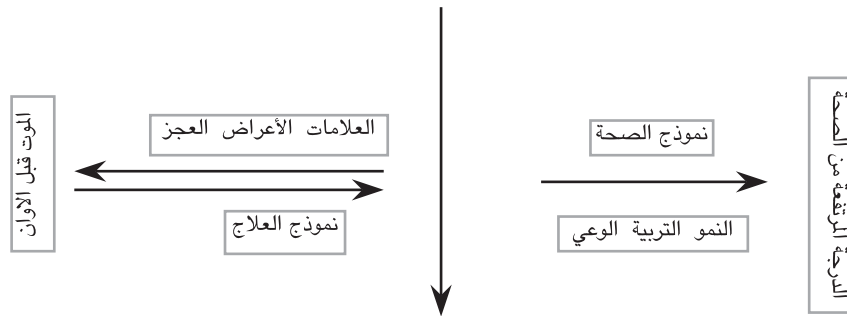 نموذج الصحة
العلامات الأعراض العجز
الدرجة المرتفعة من الصحة
الموت قبل الاوان
النمو التربية الوعي
نموذج العلاج